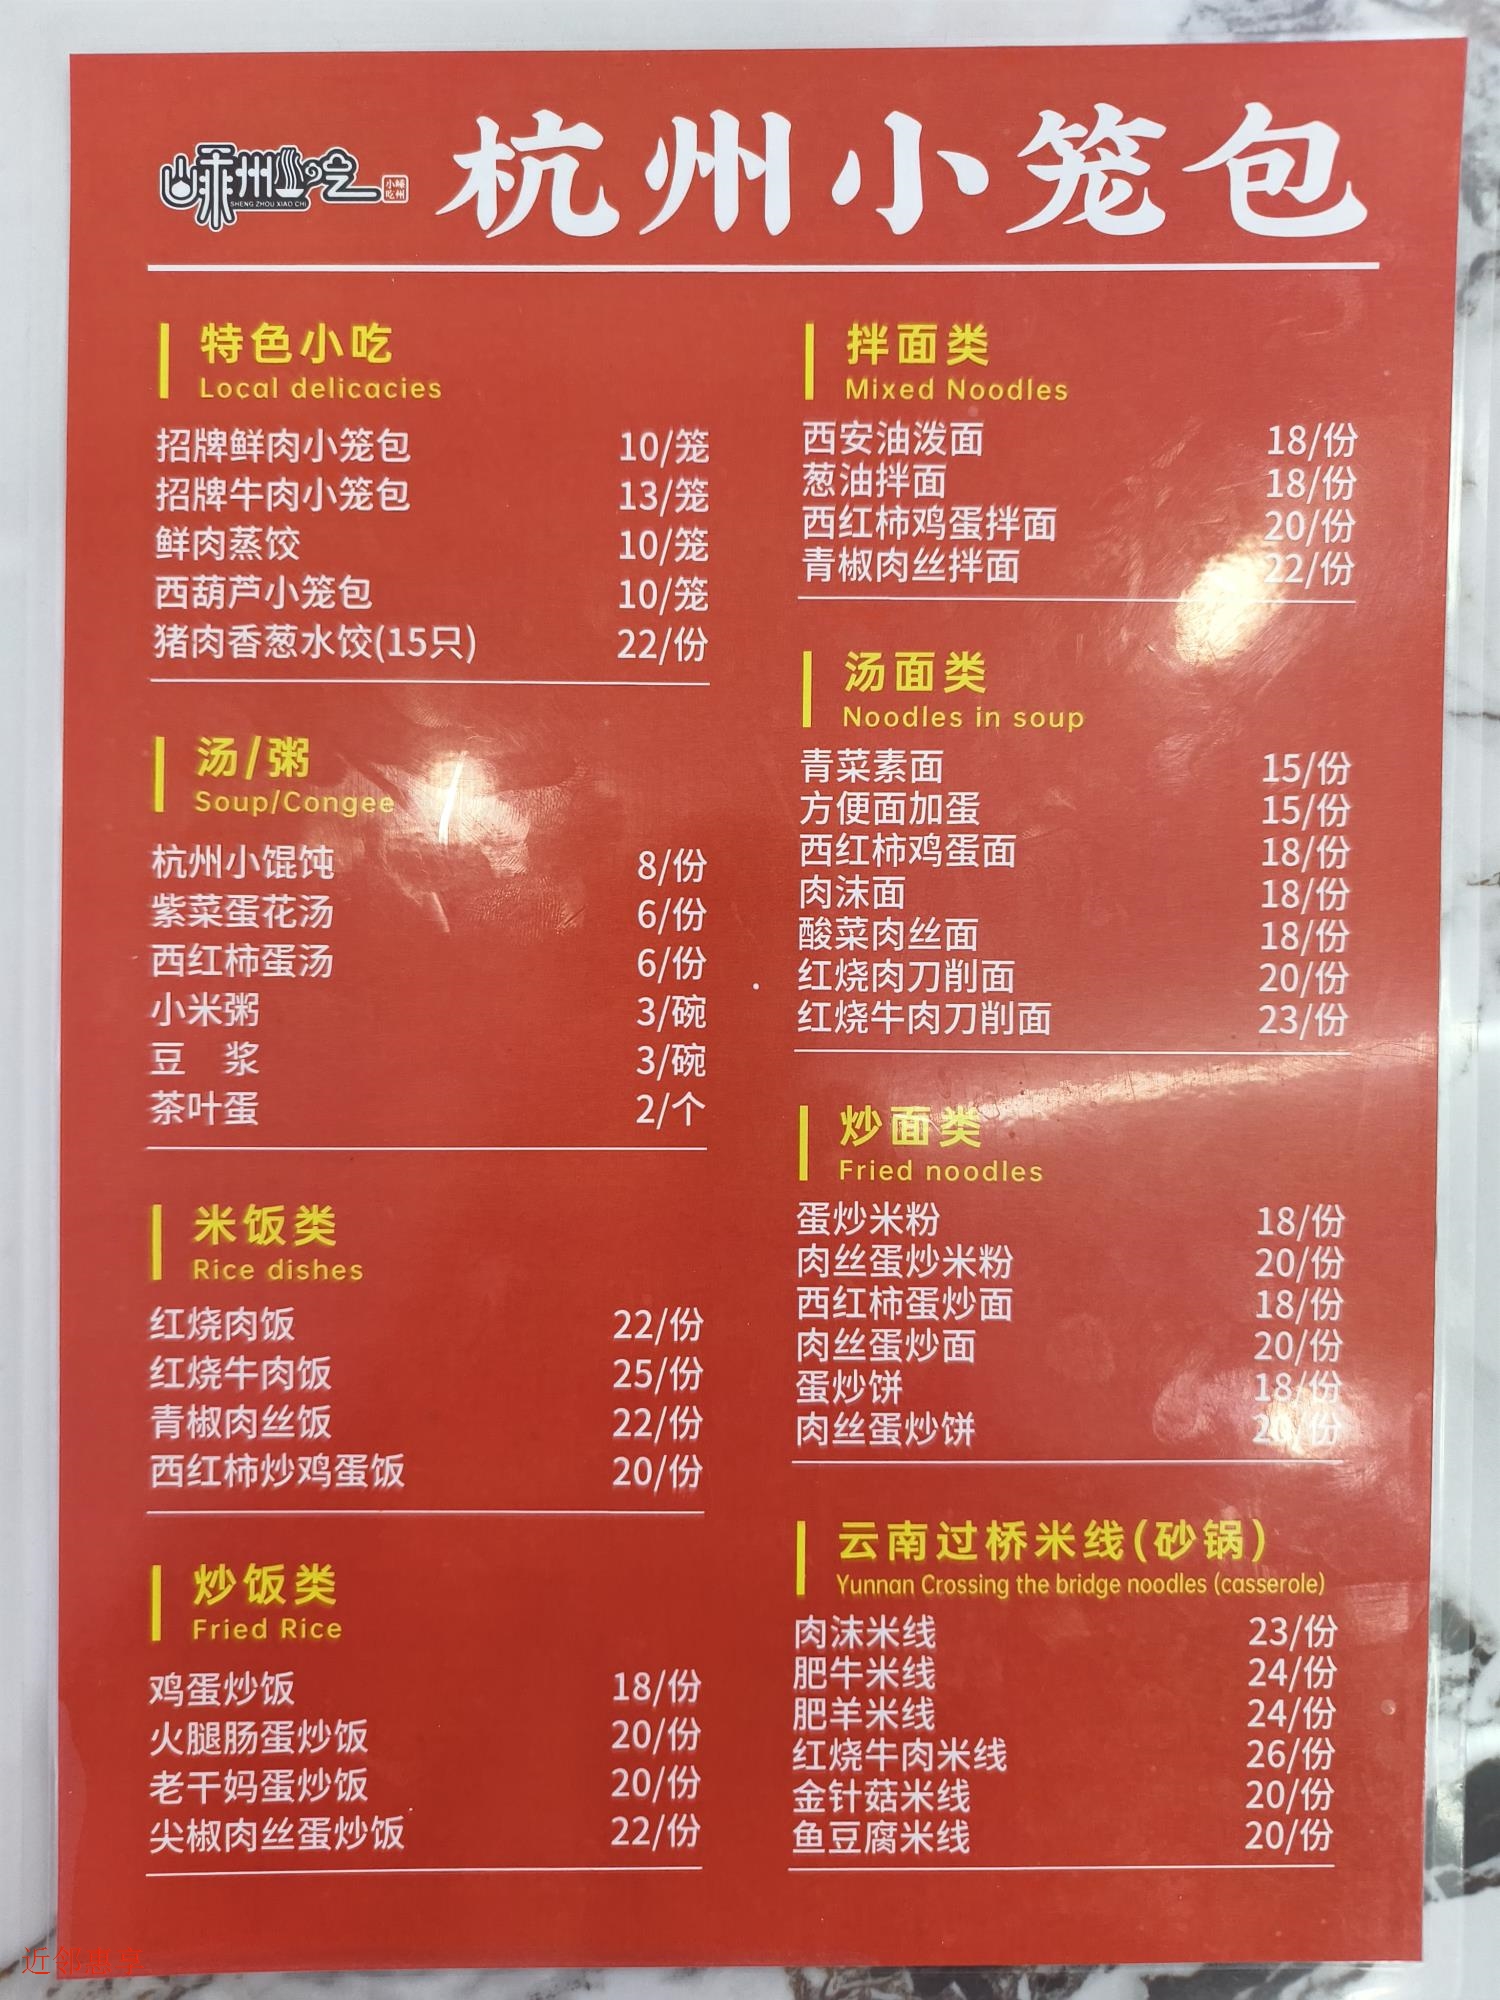 嵊州小吃
SHENG ZHOU XIAO CHI
小嵊
吃州
杭州小笼包
特色小吃
Local delicacies
招牌鲜肉小笼包 10/笼
招牌牛肉小笼包 13/笼
鲜肉蒸饺 10/笼
西葫芦小笼包 10/笼
猪肉香葱水饺(15只) 22/份
汤/粥
Soup/Congee
杭州小馄饨 8/份
紫菜蛋花汤 6/份
西红柿蛋汤 6/份
小米粥 3/碗
豆 浆 3/碗
茶叶蛋 2/个
米饭类
Rice dishes
红烧肉饭 22/份
红烧牛肉饭 25/份
青椒肉丝饭 22/份
西红柿炒鸡蛋饭 20/份
炒饭类
Fried Rice
鸡蛋炒饭 18/份
火腿肠蛋炒饭 20/份
老干妈蛋炒饭 20/份
尖椒肉丝蛋炒饭 22/份
拌面类
Mixed Noodles
西安油泼面 18/份
葱油拌面 18/份
西红柿鸡蛋拌面 20/份
青椒肉丝拌面 22/份
汤面类
Noodles in soup
青菜素面 15/份
方便面加蛋 15/份
西红柿鸡蛋面 18/份
肉沫面 18/份
酸菜肉丝面 18/份
红烧肉刀削面 20/份
红烧牛肉刀削面 23/份
炒面类
Fried noodles
蛋炒米粉 18/份
肉丝蛋炒米粉 20/份
西红柿蛋炒面 18/份
肉丝蛋炒面 20/份
蛋炒饼 18/份
肉丝蛋炒饼 20/份
云南过桥米线(砂锅)
Yunnan Crossing the bridge noodles (casserole)
肉沫米线 23/份
肥牛米线 24/份
肥羊米线 24/份
红烧牛肉米线 26/份
金针菇米线 20/份
鱼豆腐米线 20/份
近邻惠享